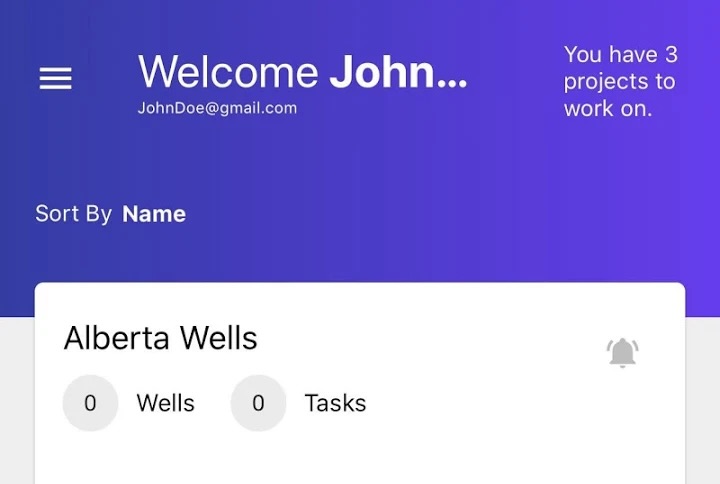 Welcome John...
JohnDoe@gmail.com
You have 3
projects to
work on.
Sort By Name
Alberta Wells
0 Wells 0 Tasks